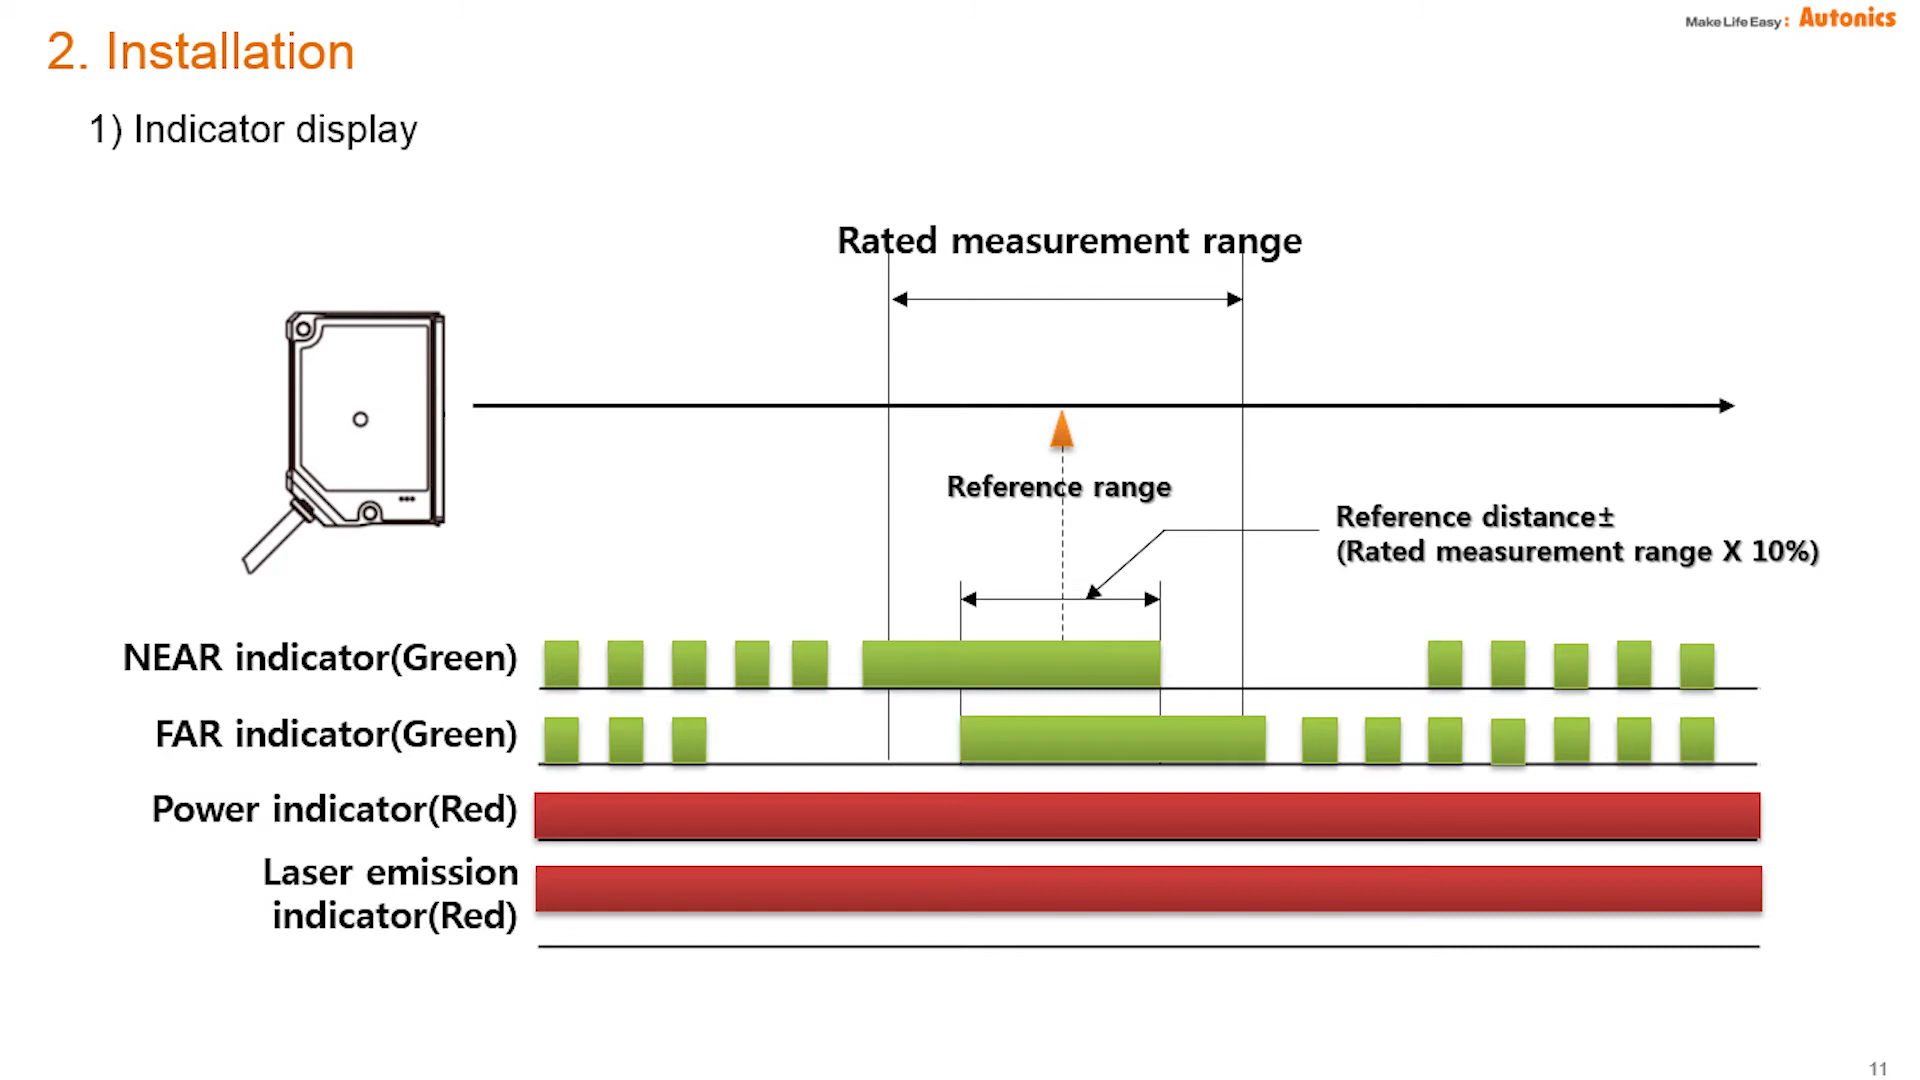 Make Life Easy: Autonics
2. Installation
1) Indicator display
Rated measurement range
Reference range
Reference distance±
(Rated measurement range X 10%)
NEAR indicator(Green)
FAR indicator(Green)
Power indicator(Red)
Laser emission
indicator(Red)
11